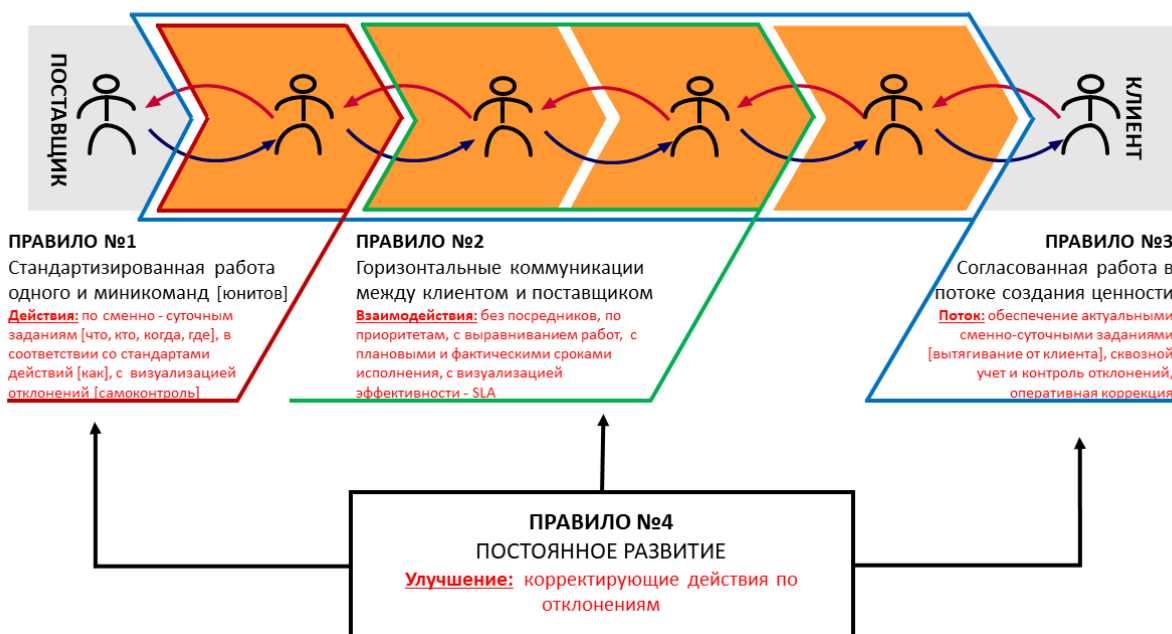 ПОСТАВЩИК
КЛИЕНТ
ПРАВИЛО №1
Стандартизированная работа
одного и миникоманд [юнитов]
Действия: по сменно - суточным
заданиям [что, кто, когда, где], в
соответствии со стандартами
действий [как], с визуализацией
отклонений [самоконтроль]
ПРАВИЛО №2
Горизонтальные коммуникации
между клиентом и поставщиком
Взаимодействия: без посредников, по
приоритетам, с выравниванием работ, с
плановыми и фактическими сроками
исполнения, с визуализацией
эффективности - SLA
ПРАВИЛО №3
Согласованная работа в
потоке создания ценности
Поток: обеспечение актуальными
сменно-суточными заданиями
[вытягивание от клиента], сквозной
учет и контроль отклонений,
оперативная коррекция
ПРАВИЛО №4
ПОСТОЯННОЕ РАЗВИТИЕ
Улучшение: корректирующие действия по
отклонениям